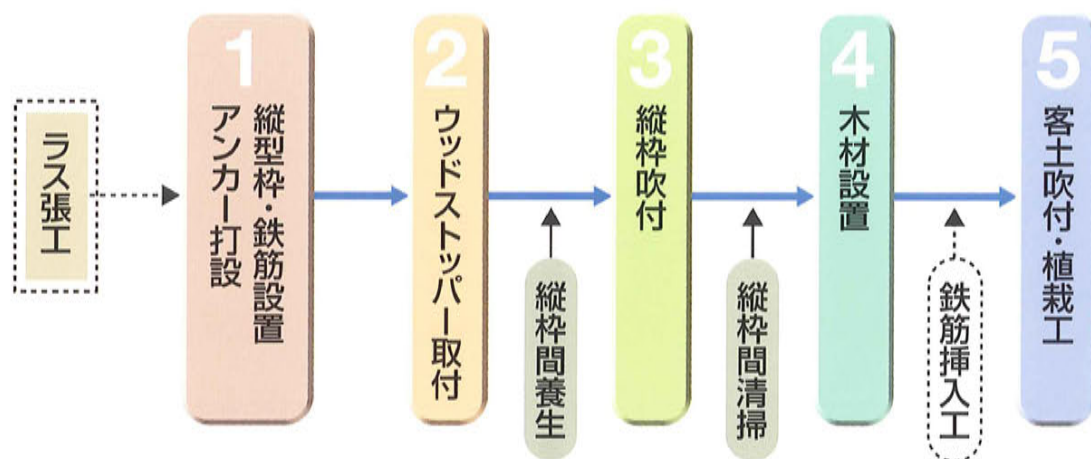 ラス張工
1
縦型枠・鉄筋設置
アンカー打設
2
ウッドストッパー取付
縦枠間養生
3
縦枠吹付
縦枠間清掃
4
木材設置
鉄筋挿入工
5
客土吹付・植栽工